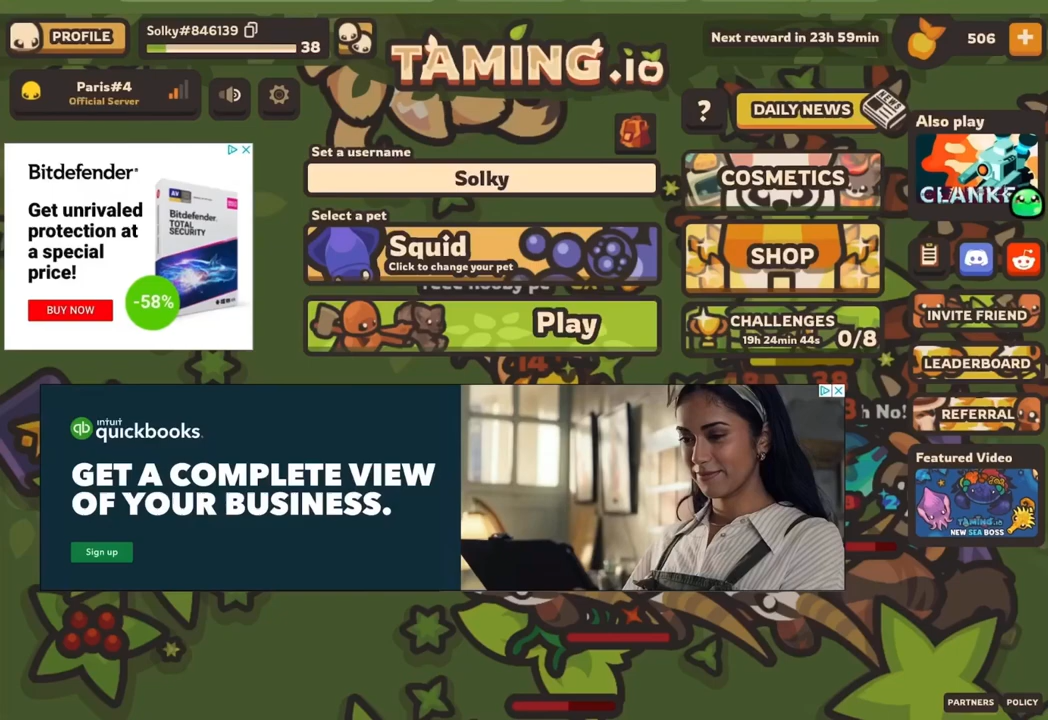 PROFILE
Solky#846139
38
TAMING.io
Next reward in 23h 59min
506
+
Paris#4
Official Server
?
DAILY NEWS
NEWS
Also play
CLANKE
Set a username
Solky
Select a pet
Squid
Click to change your pet
Play
COSMETICS
SHOP
CHALLENGES
19h 24min 44s
0/8
INVITE FRIEND
LEADERBOARD
REFERRAL
Featured Video
TAMING.io
NEW SEA BOSS
Bitdefender
Get unrivaled
protection at
a special
price!
BUY NOW
-58%
Bitdefender
TOTAL
SECURITY
14
h No!
intuit
quickbooks.
GET A COMPLETE VIEW
OF YOUR BUSINESS.
Sign up
PARTNERS
POLICY